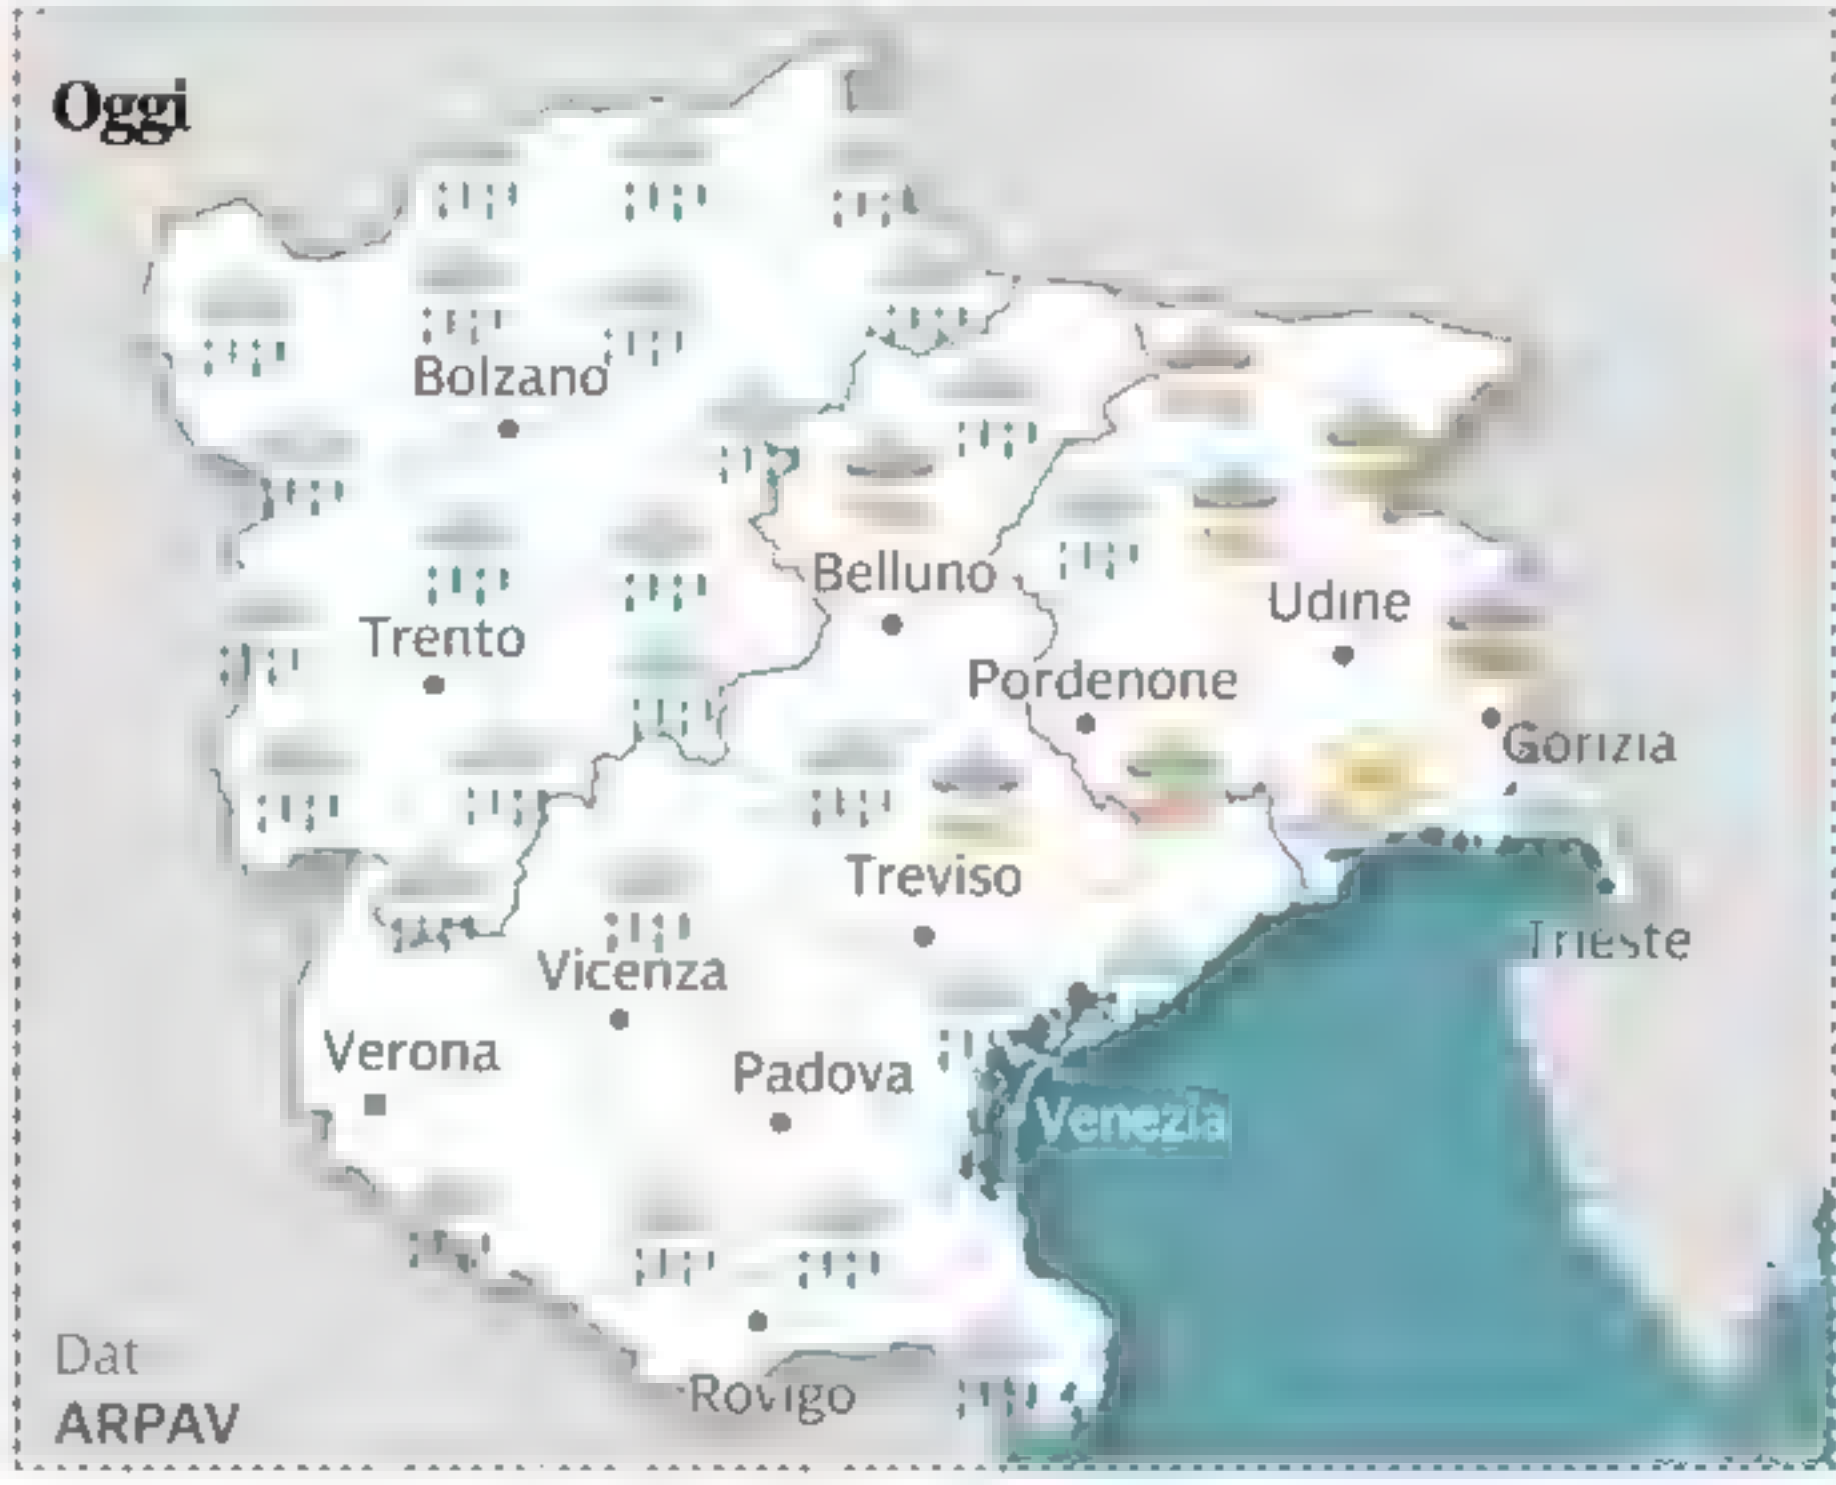 Oggi
Bolzano
Trento
Belluno
Udine
Pordenone
Gorizia
Treviso
Trieste
Vicenza
Verona
Padova
Venezia
Rovigo
Dat
ARPAV